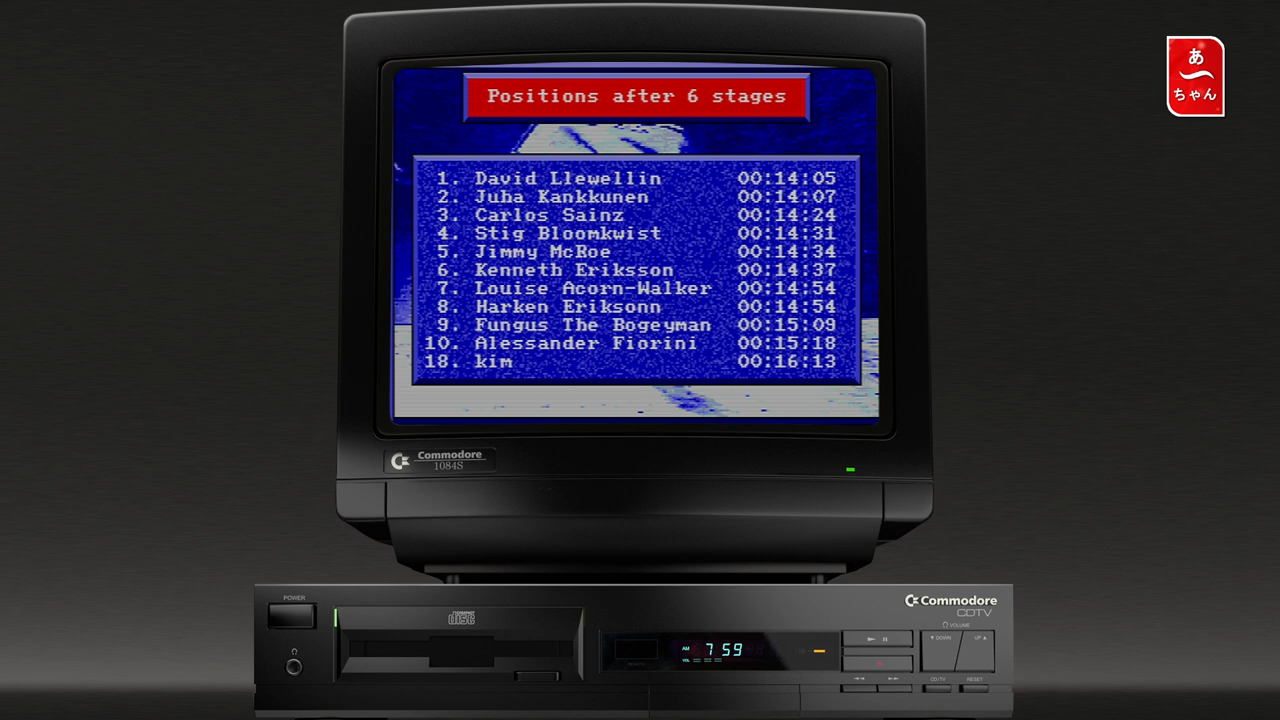 あーちゃん
Positions after 6 stages
1. David Llewellin 00:14:05
2. Juha Kankkunen 00:14:07
3. Carlos Sainz 00:14:24
4. Stig Bloomkwist 00:14:31
5. Jimmy McRoe 00:14:34
6. Kenneth Eriksson 00:14:37
7. Louise Acorn-Walker 00:14:54
8. Harken Eriksonn 00:14:54
9. Fungus The Bogeyman 00:15:09
10. Alessander Fiorini 00:15:18
18. kim 00:16:13
Commodore
1084S
POWER
COMPACT
disc
Commodore
CDTV
VOLUME
▼ DOWN UP ▲
AM 7 59
VOL
CD/TV RESET